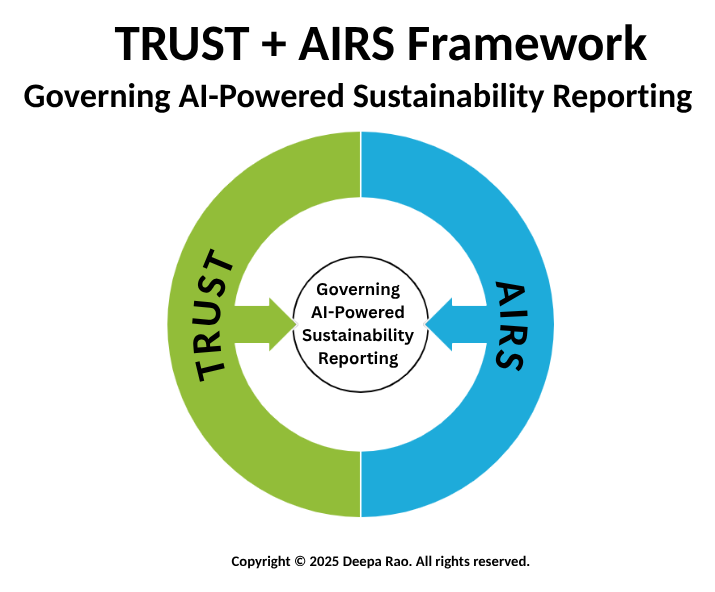 TRUST + AIRS Framework
Governing AI-Powered Sustainability Reporting
TRUST
Governing
AI-Powered
Sustainability
Reporting
AIRS
Copyright © 2025 Deepa Rao. All rights reserved.